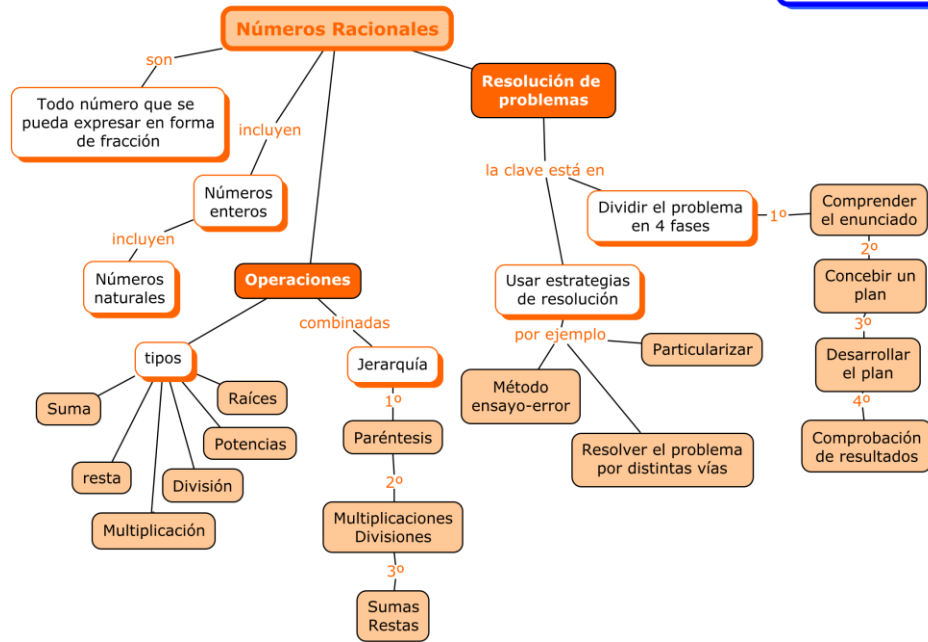 Números Racionales
son
Todo número que se
pueda expresar en forma
de fracción
incluyen
Números
enteros
incluyen
Números
naturales
Operaciones
tipos
Suma
resta
Multiplicación
División
Potencias
Raíces
combinadas
Jerarquía
1º
Paréntesis
2º
Multiplicaciones
Divisiones
3º
Sumas
Restas
Resolución de
problemas
la clave está en
Usar estrategias
de resolución
por ejemplo
Método
ensayo-error
Resolver el problema
por distintas vías
Particularizar
Dividir el problema
en 4 fases
1º
Comprender
el enunciado
2º
Concebir un
plan
3º
Desarrollar
el plan
4º
Comprobación
de resultados